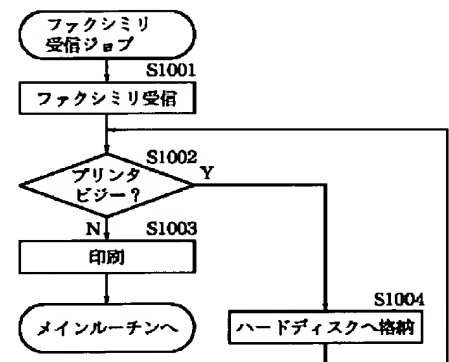 ファクシミリ
受信ジョブ
S1001
ファクシミリ受信
S1002
プリンタ
ビジー？
Y
N
S1003
印刷
S1004
メインルーチンへ
ハードディスクへ格納